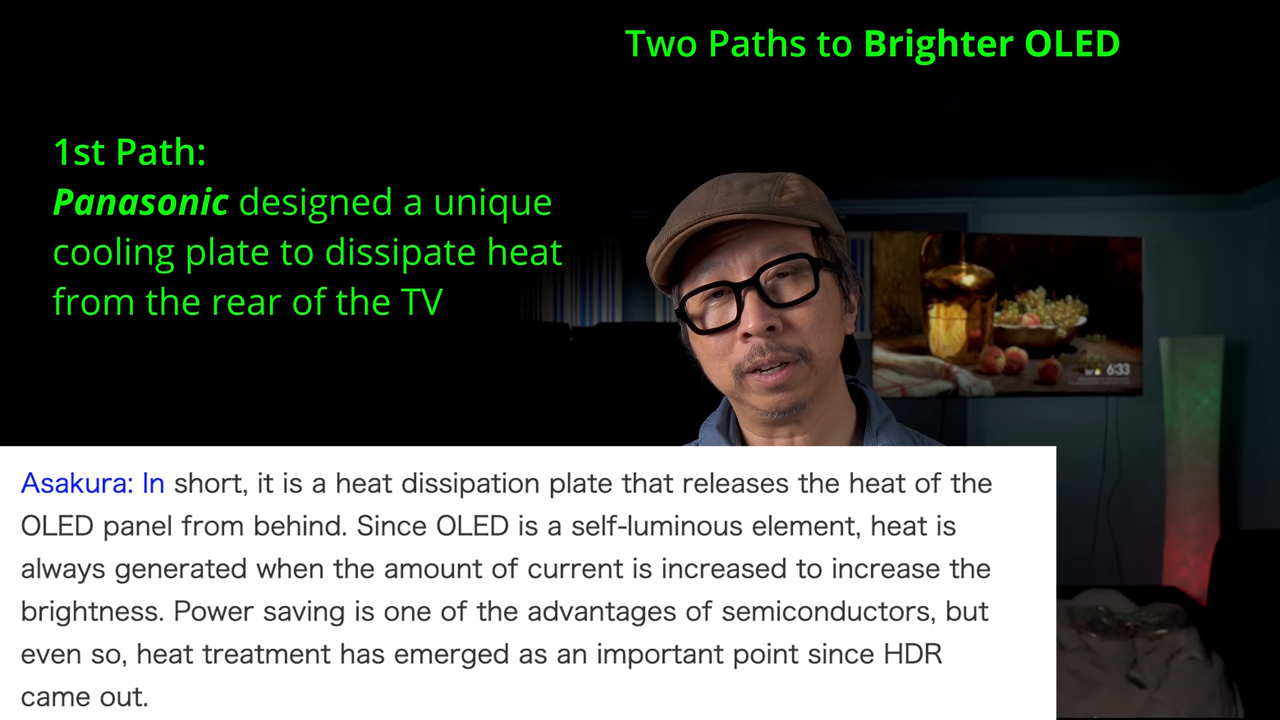 Two Paths to Brighter OLED
1st Path:
Panasonic designed a unique
cooling plate to dissipate heat
from the rear of the TV
6:33
Asakura: In short, it is a heat dissipation plate that releases the heat of the
OLED panel from behind. Since OLED is a self-luminous element, heat is
always generated when the amount of current is increased to increase the
brightness. Power saving is one of the advantages of semiconductors, but
even so, heat treatment has emerged as an important point since HDR
came out.